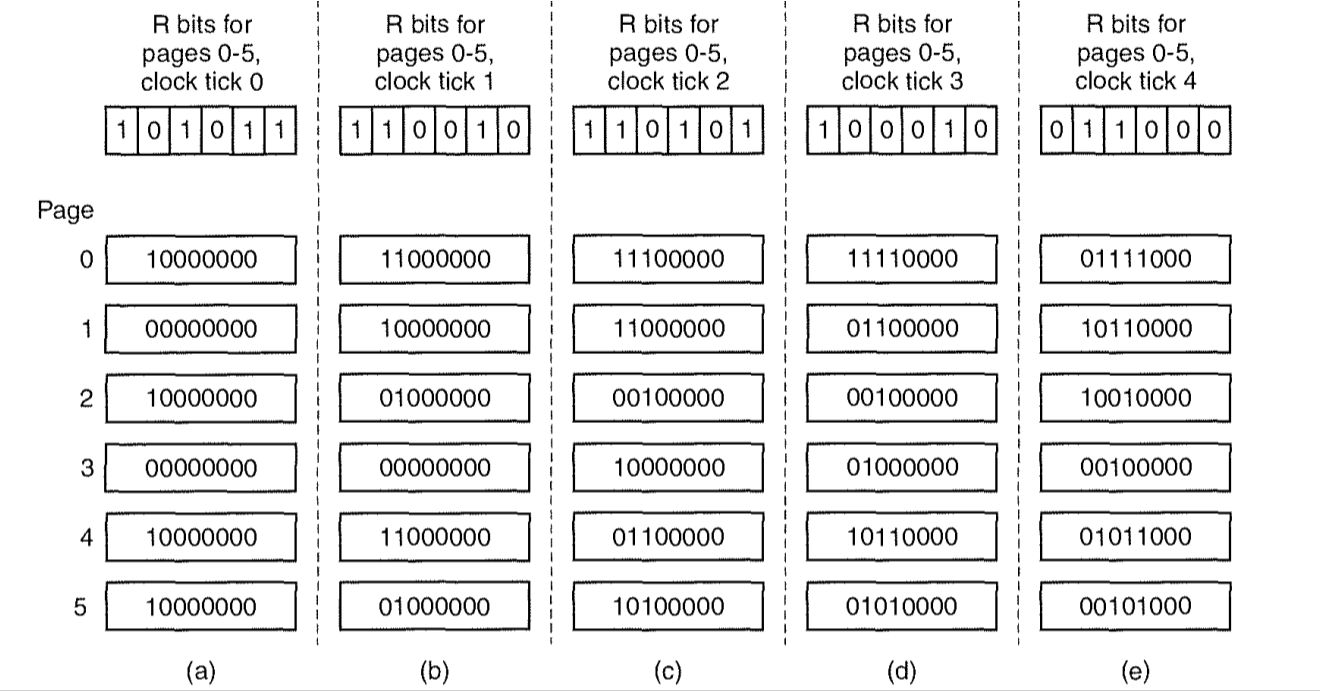 R bits for R bits for R bits for R bits for R bits for
pages 0-5, pages 0-5, pages 0-5, pages 0-5, pages 0-5,
clock tick 0 clock tick 1 clock tick 2 clock tick 3 clock tick 4
1 0 1 0 1 1 1 1 0 0 1 0 1 1 0 1 0 1 1 0 0 0 1 0 0 1 1 0 0 0
Page
0 10000000 11000000 11100000 11110000 01111000
1 00000000 10000000 11000000 01100000 10110000
2 10000000 01000000 00100000 00100000 10010000
3 00000000 00000000 10000000 01000000 00100000
4 10000000 11000000 01100000 10110000 01011000
5 10000000 01000000 10100000 01010000 00101000
(a) (b) (c) (d) (e)